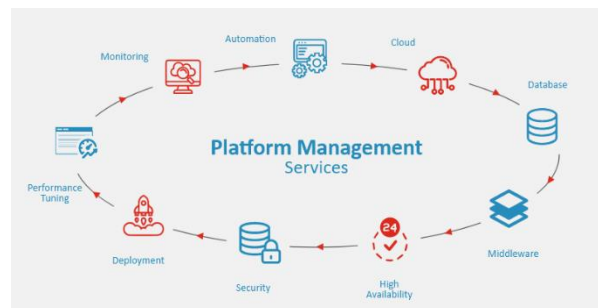 Automation
Cloud
Monitoring
Database
Platform Management
Services
Performance
Tuning
24
Middleware
Deployment
High
Availability
Security